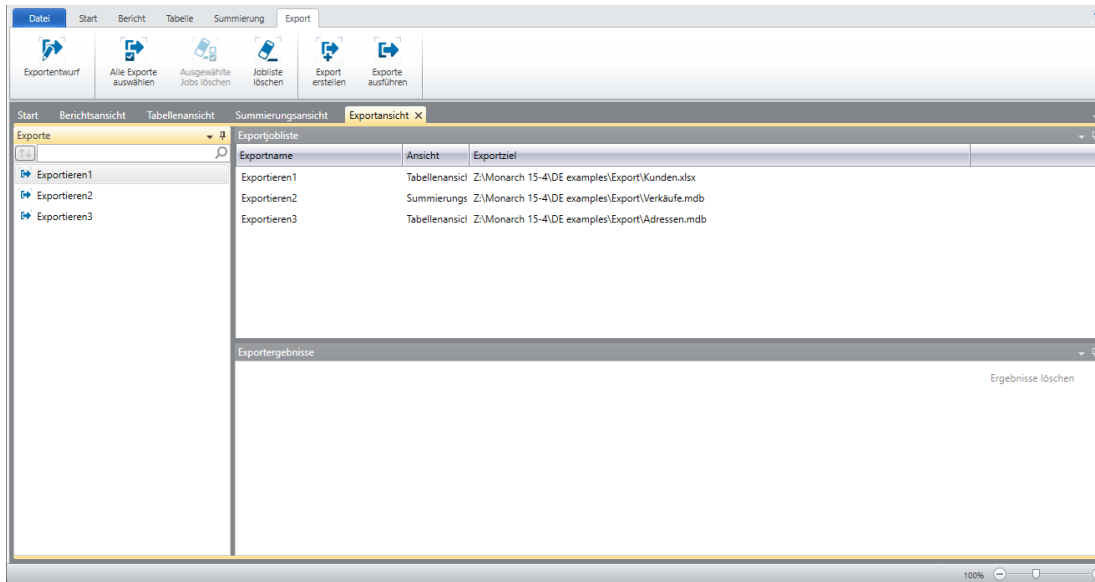 Datei Start Bericht Tabelle Summierung Export
Exportentwurf
Alle Exporte
auswählen
Ausgewählte
Jobs löschen
Jobliste
löschen
Export
erstellen
Exporte
ausführen
Start Berichtsansicht Tabellenansicht Summierungsansicht Exportansicht
Exporte
Exportieren1
Exportieren2
Exportieren3
Exportjobliste
Exportname Ansicht Exportziel
Exportieren1 Tabellenansicl Z:\Monarch 15-4\DE examples\Export\Kunden.xlsx
Exportieren2 Summierungs Z:\Monarch 15-4\DE examples\Export\Verkäufe.mdb
Exportieren3 Tabellenansicl Z:\Monarch 15-4\DE examples\Export\Adressen.mdb
Exportergebnisse
Ergebnisse löschen
100%